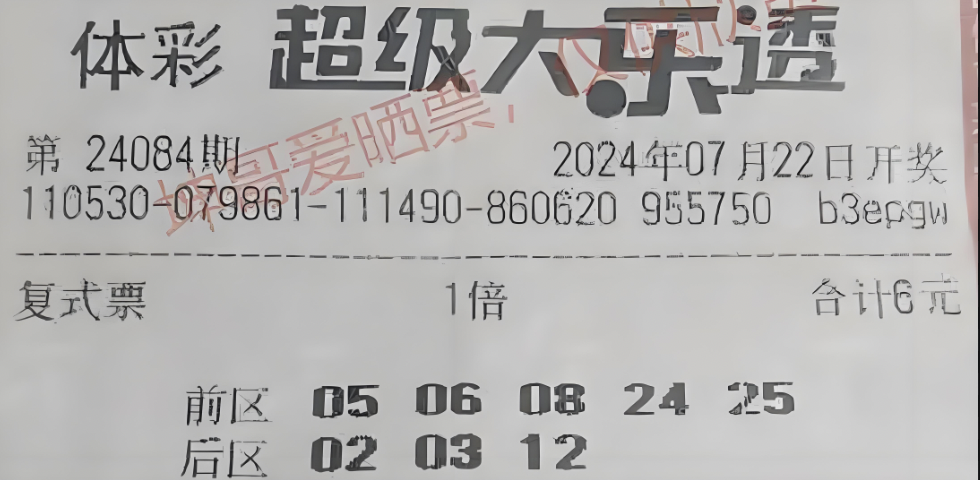 体彩 超级大乐透
第 24084期 2024年07月22日开奖
110530-079861-111490-860620 955750 b3epgw
复式票 1倍 合计6元
前区 05 06 08 24 25
后区 02 03 12
哥爱晒票，